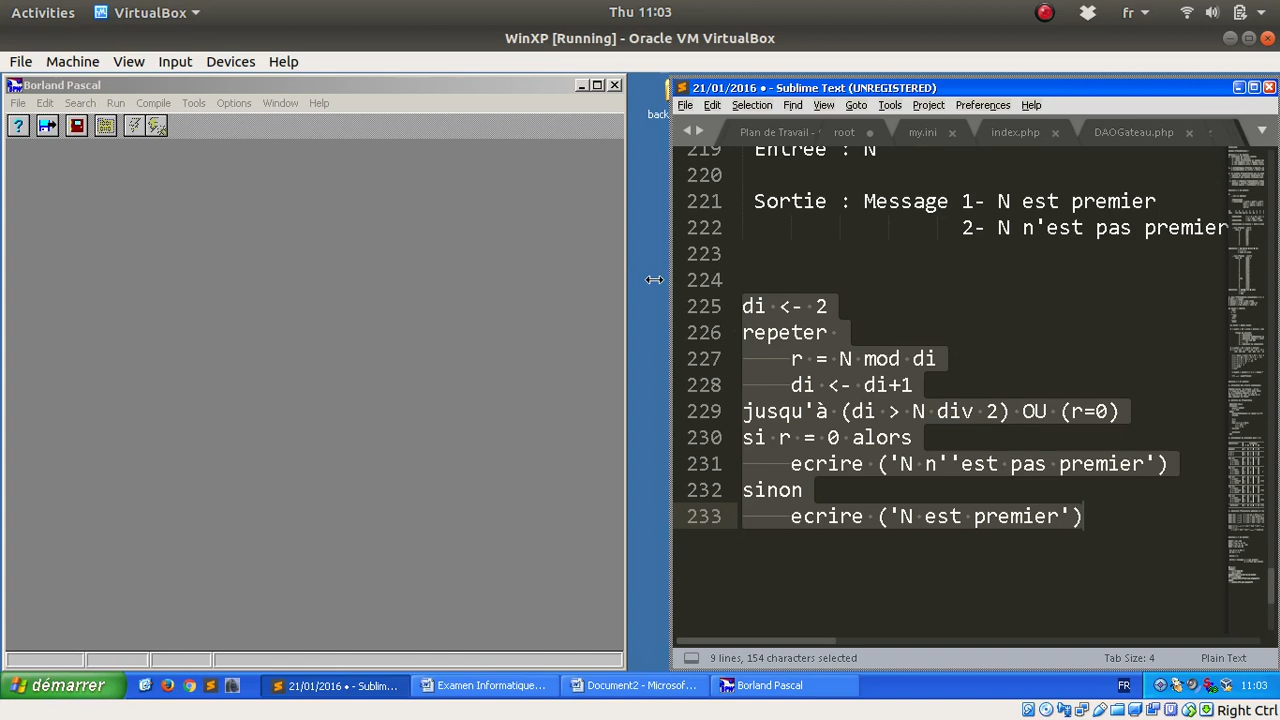 Activities VirtualBox Thu 11:03 fr
WinXP [Running] - Oracle VM VirtualBox
File Machine View Input Devices Help
Borland Pascal
File Edit Search Run Compile Tools Options Window Help
back
21/01/2016 • - Sublime Text (UNREGISTERED)
File Edit Selection Find View Goto Tools Project Preferences Help
Plan de Travail - root my.ini index.php DAOGateau.php
219 Entree : N
220
221 Sortie : Message 1- N est premier
222 2- N n'est pas premier
223
224
225 di <- 2
226 repeter
227 r = N mod di
228 di <- di+1
229 jusqu'à (di > N div 2) OU (r=0)
230 si r = 0 alors
231 ecrire ('N n''est pas premier')
232 sinon
233 ecrire ('N est premier')
9 lines, 154 characters selected Tab Size: 4 Plain Text
démarrer 21/01/2016 • - Sublim... Examen Informatique... Document2 - Microsof... Borland Pascal FR 11:03
Right Ctrl